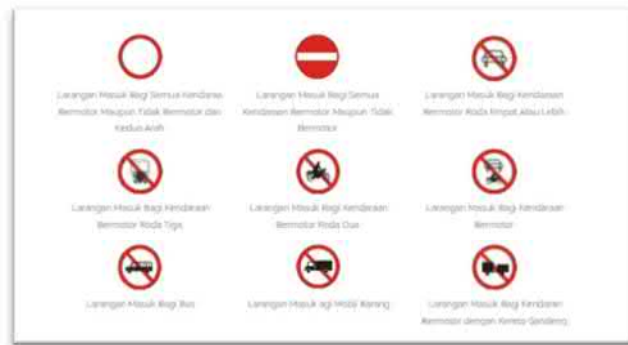 Larangan Masuk Bagi Semua Kendaraa
Bermotor Maupun Tidak Bermotor dari
Kedua Arah
Larangan Masuk Bagi Semua
Kendaraan Bermotor Maupun Tidak
Bermotor
Larangan Masuk Bagi Kendaraan
Bermotor Roda Empat Atau Lebih
Larangan Masuk Bagi Kendaraan
Bermotor Roda Tiga
Larangan Masuk Bagi Kendaraan
Bermotor Roda Dua
Larangan Masuk Bagi Kendaraan
Bermotor
Larangan Masuk Bagi Bus
Larangan Masuk agi Mobil Barang
Larangan Masuk Bagi Kendaraan
Bermotor dengan Kereta Gandeng